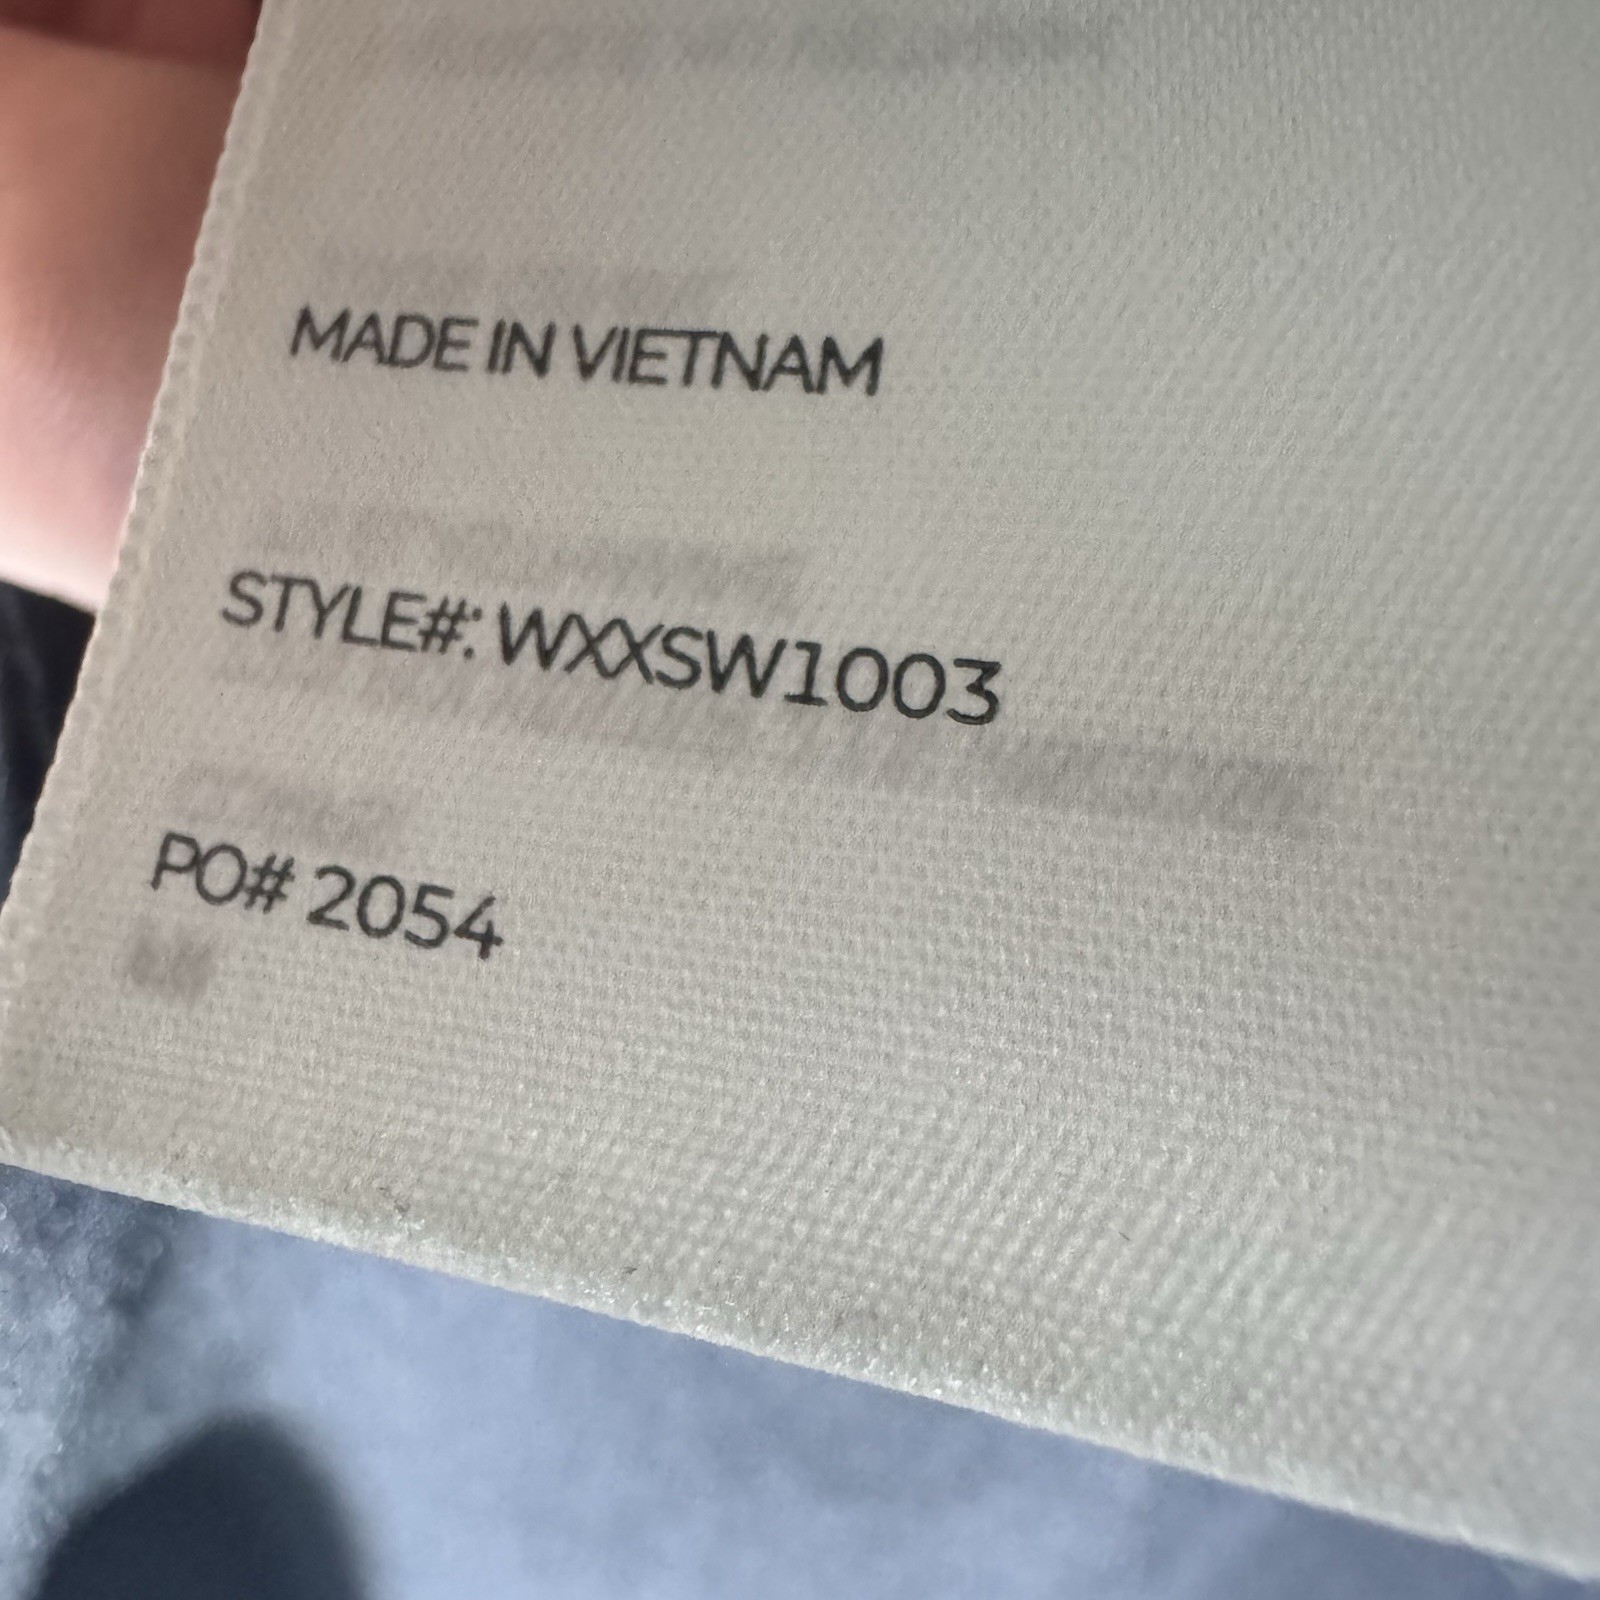 MADE IN VIETNAM
STYLE#: WXXSW1003
PO# 2054